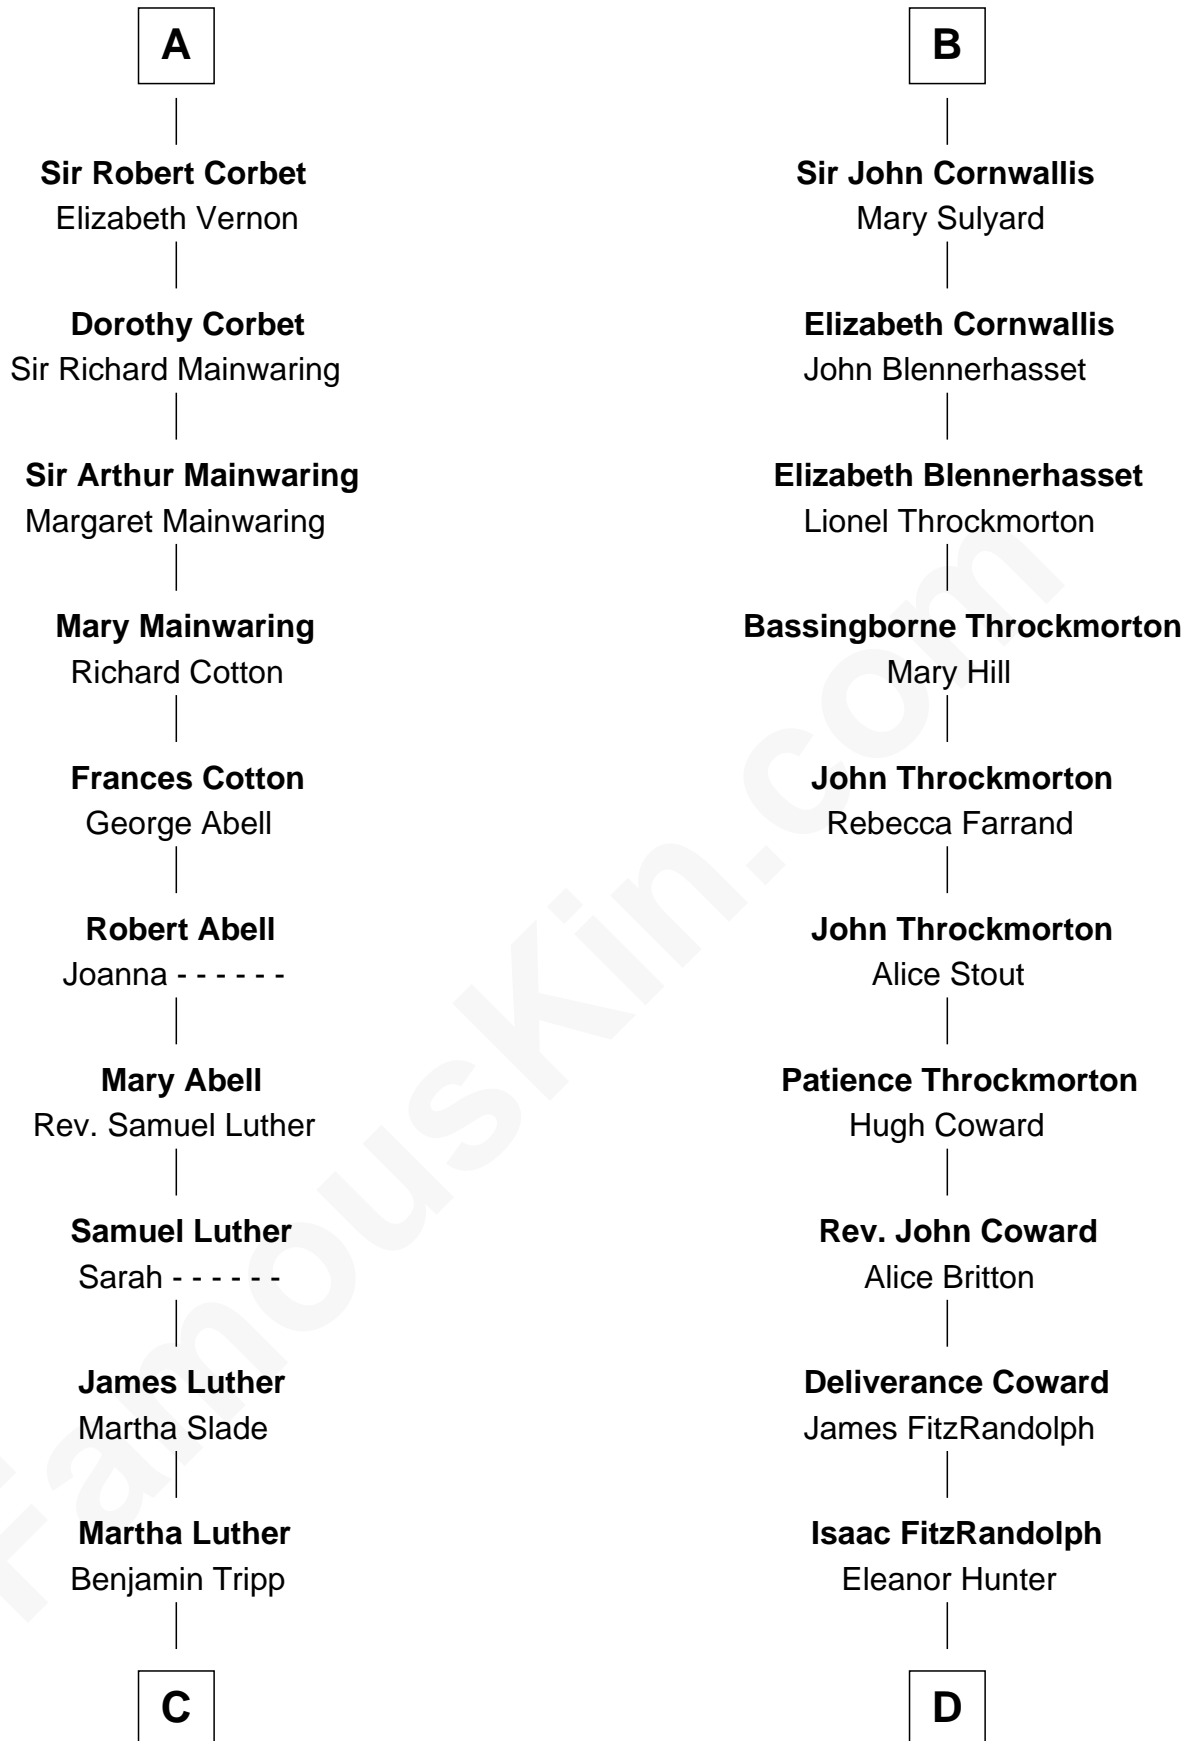 A
Sir Robert Corbet
Elizabeth Vernon
Dorothy Corbet
Sir Richard Mainwaring
Sir Arthur Mainwaring
Margaret Mainwaring
Mary Mainwaring
Richard Cotton
Frances Cotton
George Abell
Robert Abell
Joanna - - - - - -
Mary Abell
Rev. Samuel Luther
Samuel Luther
Sarah - - - - - -
James Luther
Martha Slade
Martha Luther
Benjamin Tripp
C
B
Sir John Cornwallis
Mary Sulyard
Elizabeth Cornwallis
John Blennerhasset
Elizabeth Blennerhasset
Lionel Throckmorton
Bassingborne Throckmorton
Mary Hill
John Throckmorton
Rebecca Farrand
John Throckmorton
Alice Stout
Patience Throckmorton
Hugh Coward
Rev. John Coward
Alice Britton
Deliverance Coward
James FitzRandolph
Isaac FitzRandolph
Eleanor Hunter
D
FamousKin.com